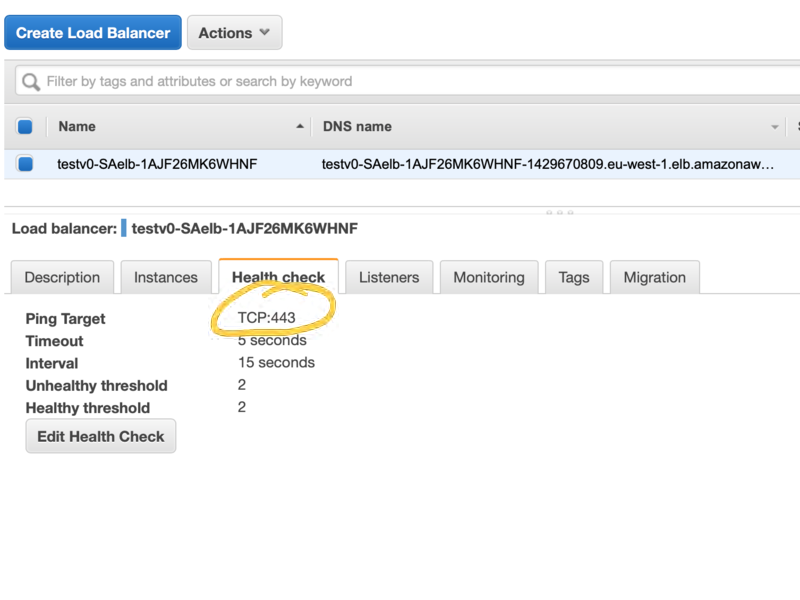 Create Load Balancer Actions
Filter by tags and attributes or search by keyword
Name DNS name
testv0-SAelb-1AJF26MK6WHNF testv0-SAelb-1AJF26MK6WHNF-1429670809.eu-west-1.elb.amazonaw…
Load balancer: testv0-SAelb-1AJF26MK6WHNF
Description Instances Health check Listeners Monitoring Tags Migration
Ping Target TCP:443
Timeout 5 seconds
Interval 15 seconds
Unhealthy threshold 2
Healthy threshold 2
Edit Health Check